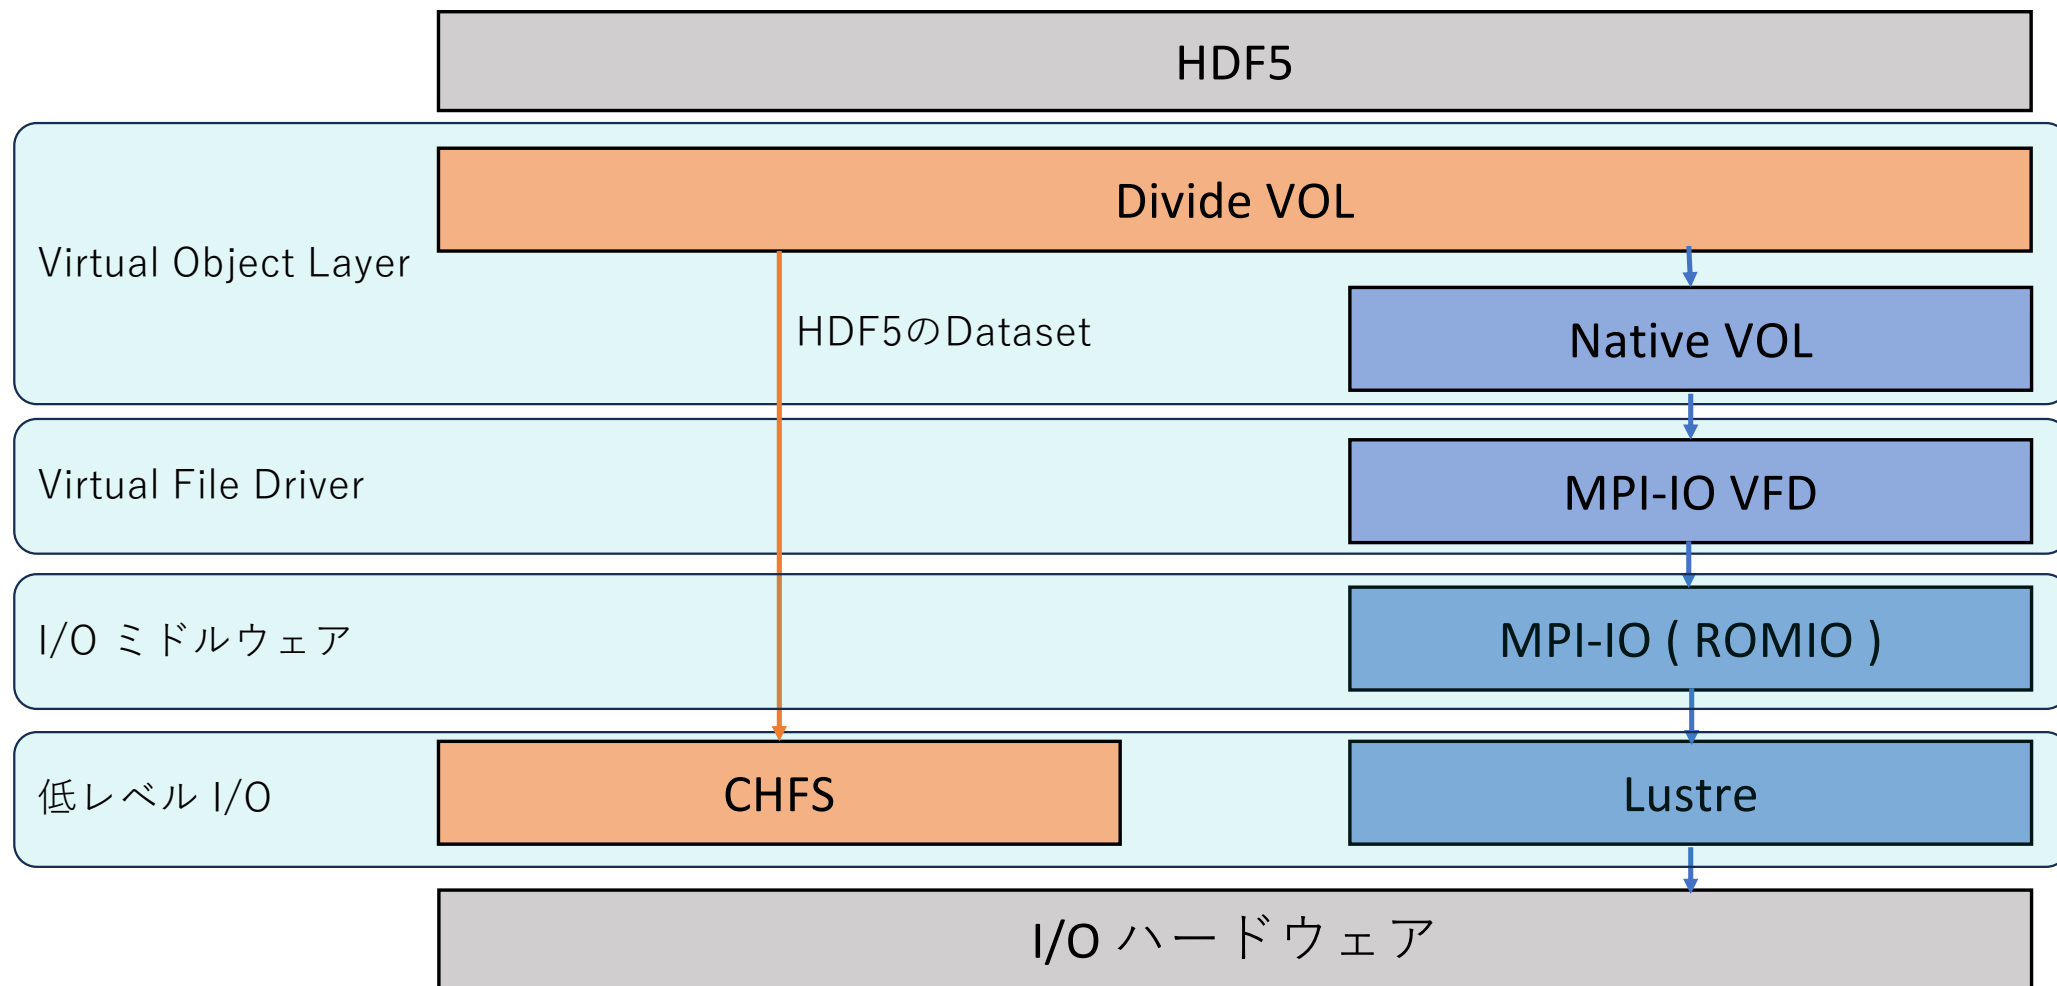 HDF5
Divide VOL
Virtual Object Layer
HDF5のDataset
Native VOL
Virtual File Driver
MPI-IO VFD
I/O ミドルウェア
MPI-IO ( ROMIO )
低レベル I/O
CHFS
Lustre
I/O ハードウェア